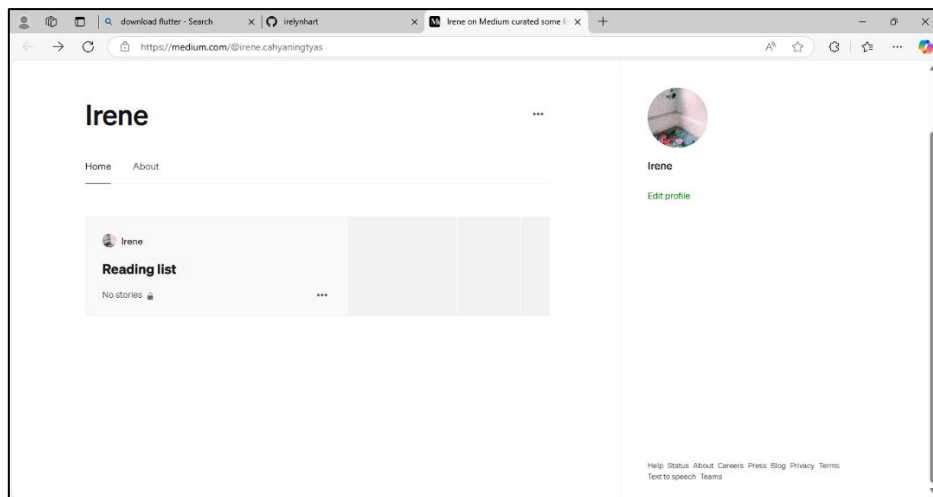 download flutter - Search
irelynhart
Irene on Medium curated some li
https://medium.com/@irene.cahyaningtyas
Irene
Home About
Irene
Reading list
No stories
Irene
Edit profile
Help Status About Careers Press Blog Privacy Terms
Text to speech Teams